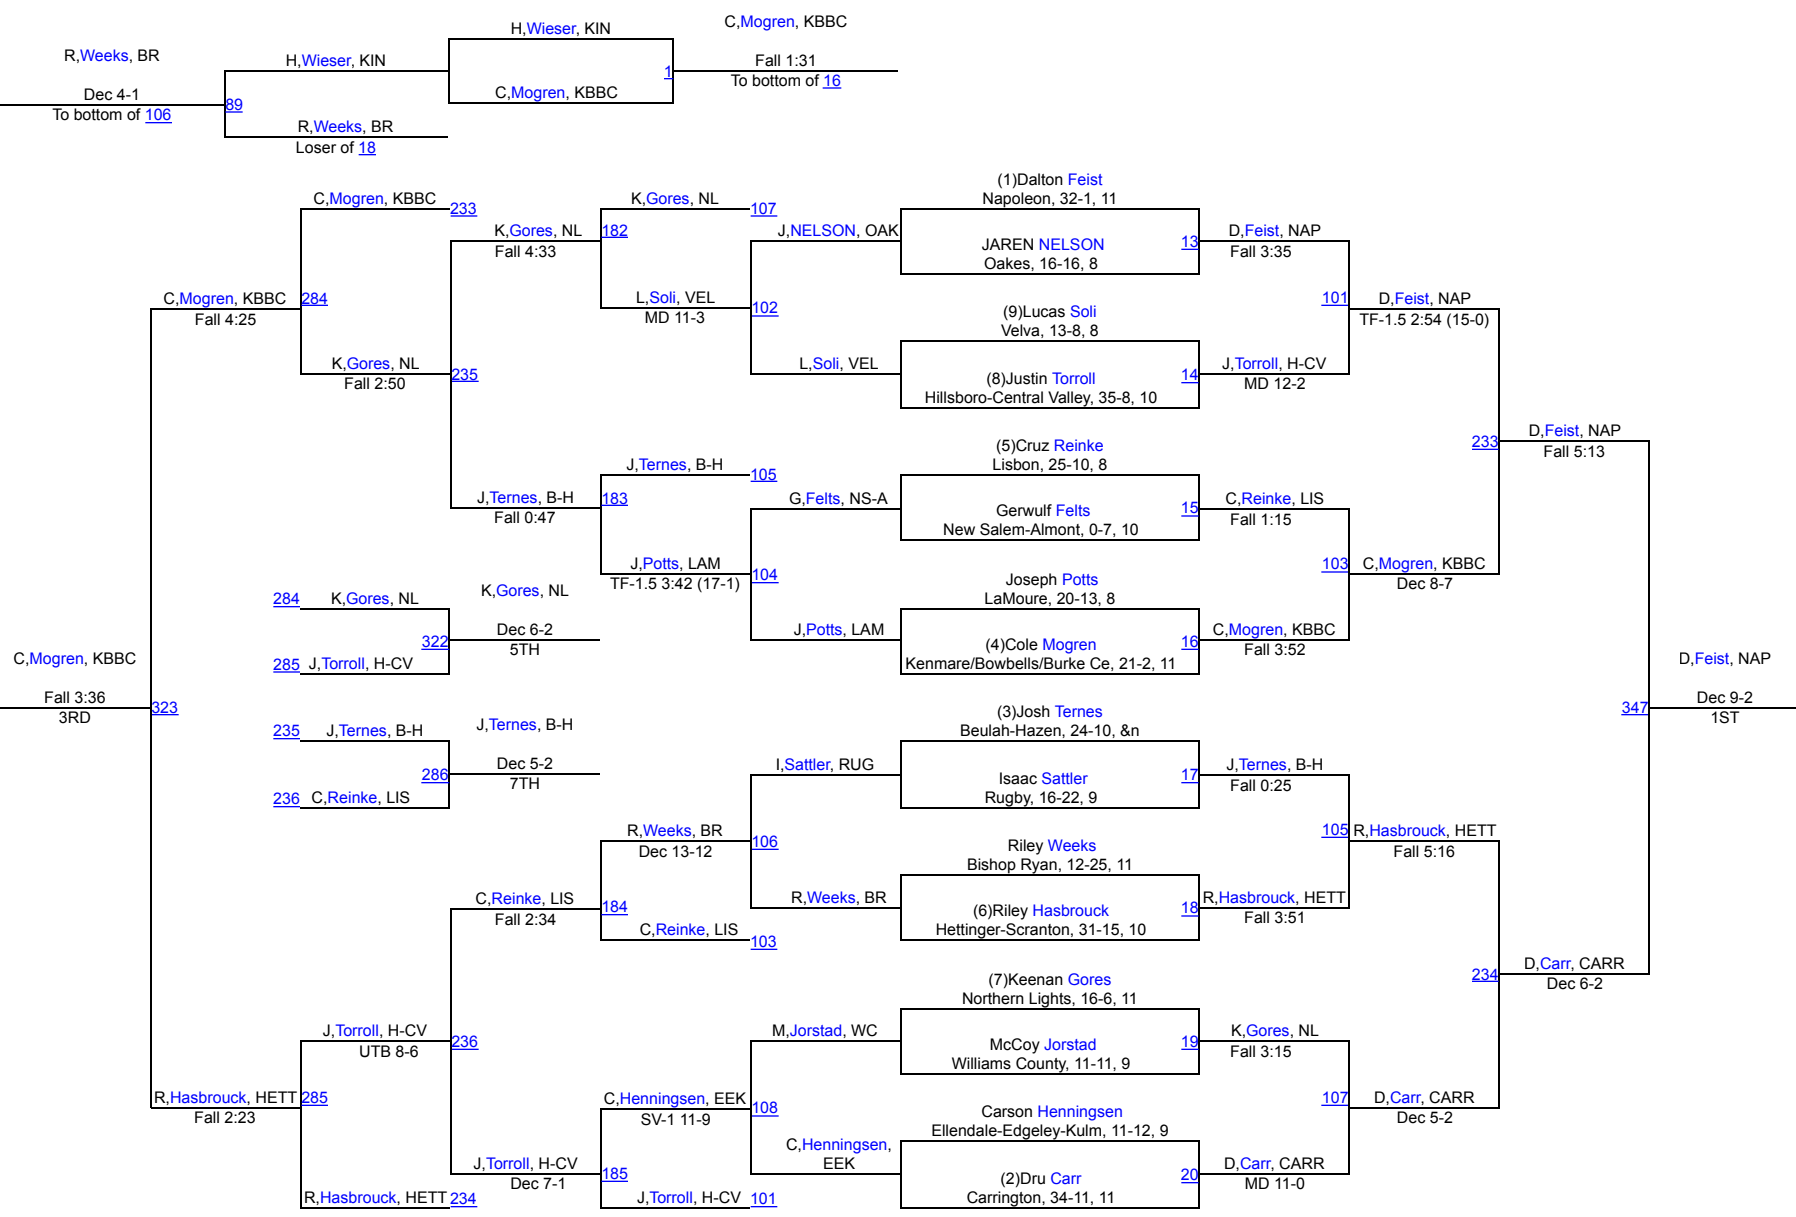 H,Wieser, KIN
C,Mogren, KBBC
R,Weeks, BR
H,Wieser, KIN
Fall 1:31
1
To bottom of 16
Dec 4-1
C,Mogren, KBBC
To bottom of 106
89
R,Weeks, BR
Loser of 18
(1)Dalton Feist
Napoleon, 32-1, 11
C,Mogren, KBBC
233
K,Gores, NL
107
K,Gores, NL
182
Fall 4:33
J,NELSON, OAK
JAREN NELSON
Oakes, 16-16, 8
13
D,Feist, NAP
Fall 3:35
C,Mogren, KBBC
284
Fall 4:25
L,Soli, VEL
MD 11-3
102
(9)Lucas Soli
Velva, 13-8, 8
101
D,Feist, NAP
TF-1.5 2:54 (15-0)
K,Gores, NL
Fall 2:50
235
L,Soli, VEL
(8)Justin Torroll
Hillsboro-Central Valley, 35-8, 10
14
J,Torroll, H-CV
MD 12-2
(5)Cruz Reinke
Lisbon, 25-10, 8
233
D,Feist, NAP
Fall 5:13
J,Ternes, B-H
105
J,Ternes, B-H
183
Fall 0:47
G,Felts, NS-A
Gerwulf Felts
New Salem-Almont, 0-7, 10
15
C,Reinke, LIS
Fall 1:15
J,Potts, LAM
TF-1.5 3:42 (17-1)
104
Joseph Potts
LaMoure, 20-13, 8
103
C,Mogren, KBBC
Dec 8-7
284
K,Gores, NL
K,Gores, NL
322
Dec 6-2
5TH
J,Potts, LAM
(4)Cole Mogren
Kenmare/Bowbells/Burke Ce, 21-2, 11
16
C,Mogren, KBBC
Fall 3:52
285
J,Torroll, H-CV
C,Mogren, KBBC
Fall 3:36
3RD
323
D,Feist, NAP
347
Dec 9-2
1ST
235
J,Ternes, B-H
J,Ternes, B-H
286
Dec 5-2
7TH
236
C,Reinke, LIS
(3)Josh Ternes
Beulah-Hazen, 24-10, &n
I,Sattler, RUG
Isaac Sattler
Rugby, 16-22, 9
17
J,Ternes, B-H
Fall 0:25
R,Weeks, BR
Dec 13-12
106
Riley Weeks
Bishop Ryan, 12-25, 11
105
R,Hasbrouck, HETT
Fall 5:16
C,Reinke, LIS
Fall 2:34
184
R,Weeks, BR
(6)Riley Hasbrouck
Hettinger-Scranton, 31-15, 10
18
R,Hasbrouck, HETT
Fall 3:51
C,Reinke, LIS
103
(7)Keenan Gores
Northern Lights, 16-6, 11
234
D,Carr, CARR
Dec 6-2
J,Torroll, H-CV
UTB 8-6
236
M,Jorstad, WC
McCoy Jorstad
Williams County, 11-11, 9
19
K,Gores, NL
Fall 3:15
R,Hasbrouck, HETT
285
Fall 2:23
C,Henningsen, EEK
SV-1 11-9
108
Carson Henningsen
Ellendale-Edgeley-Kulm, 11-12, 9
107
D,Carr, CARR
Dec 5-2
J,Torroll, H-CV
Dec 7-1
185
C,Henningsen,
EEK
(2)Dru Carr
Carrington, 34-11, 11
20
D,Carr, CARR
MD 11-0
R,Hasbrouck, HETT
234
J,Torroll, H-CV
101